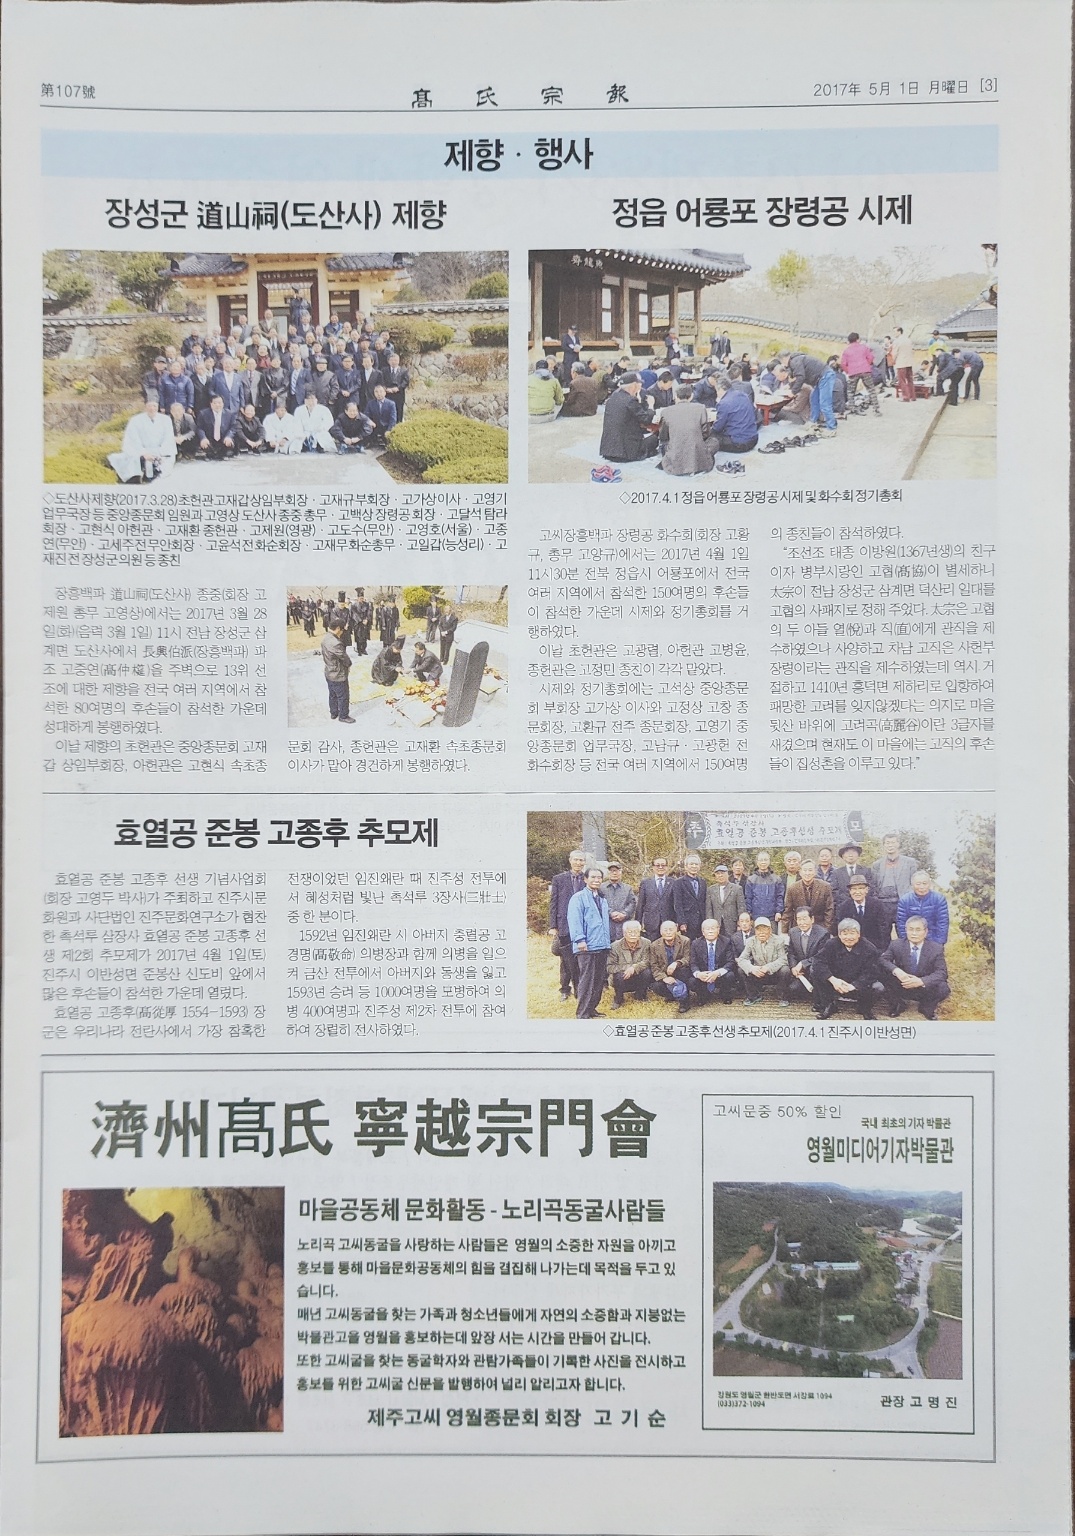 第107號
髙氏宗報
2017年 5月 1日 月曜日 [3]
제향 · 행사
장성군 道山祠(도산사) 제향
◇도산사제향(2017.3.28)초헌관고재갑상임부회장·고재규부회장·고가상이사·고영기
업무국장 등 중앙종문회 임원과 고영상 도산사 종중 총무·고백상 장령공 회장·고달석 탐라
회장·고현식 아헌관·고재환 종헌관·고제원(영광)·고도수(무안)·고영호(서울)·고종
연(무안)·고세주전무안회장·고윤석전화순회장·고재무화순총무·고일갑(능성리)·고
재진전장성군의원등종친
장흥백파 道山祠(도산사) 종중(회장 고
제원 총무 고영상)에서는 2017년 3월 28
일(화)(음력 3월 1일) 11시 전남 장성군 삼
계면 도산사에서 長興伯派(장흥백파) 파
조 고중연(髙仲 )을 주벽으로 13위 선
조에 대한 제향을 전국 여러 지역에서 참
석한 80여명의 후손들이 참석한 가운데
성대하게 봉행하였다.
이날 제향의 초헌관은 중앙종문회 고재
갑 상임부회장, 아헌관은 고현식 속초종
문회 감사, 종헌관은 고재환 속초종문회
이사가 맡아 경건하게 봉행하였다.
정읍 어룡포 장령공 시제
◇2017.4.1 정읍 어룡포 장령공 시제 및 화수회 정기총회
고씨장흥백파 장령공 화수회(회장 고황
규, 총무 고양규)에서는 2017년 4월 1일
11시30분 전북 정읍시 어룡포에서 전국
여러 지역에서 참석한 150여명의 후손들
이 참석한 가운데 시제와 정기총회를 거
행하였다.
이날 초헌관은 고광렴, 아헌관 고병윤,
종헌관은 고정민 종친이 각각 맡았다.
시제와 정기총회에는 고석상 중앙종문
회 부회장 고가상 이사와 고정상 고창 종
문회장, 고환규 전주 종문회장, 고영기 중
앙종문회 업무국장, 고남규·고광헌 전
화수회장 등 전국 여러 지역에서 150여명
의 종친들이 참석하였다.
“조선조 태종 이방원(1367년생)의 친구
이자 병부시랑인 고협(髙協)이 별세하니
太宗이 전남 장성군 삼계면 덕산리 일대를
고협의 사패지로 정해 주었다. 太宗은 고협
의 두 아들 열(悅)과 직(直)에게 관직을 제
수하였으나 사양하고 차남 고직은 사헌부
장령이라는 관직을 제수하였는데 역시 거
절하고 1410년 흥덕면 제하리로 입향하여
패망한 고려를 잊지않겠다는 의지로 마을
뒷산 바위에 고려곡(高麗谷)이란 3글자를
새겼으며 현재도 이 마을에는 고직의 후손
들이 집성촌을 이루고 있다.”
효열공 준봉 고종후 추모제
효열공 준봉 고종후 선생 기념사업회
(회장 고영두 박사)가 주최하고 진주시문
화원과 사단법인 진주문화연구소가 협찬
한 촉석루 삼장사 효열공 준봉 고종후 선
생 제2회 추모제가 2017년 4월 1일(토)
진주시 이반성면 준봉산 신도비 앞에서
많은 후손들이 참석한 가운데 열렸다.
효열공 고종후(髙從厚 1554-1593) 장
군은 우리나라 전란사에서 가장 참혹한
전쟁이었던 임진왜란 때 진주성 전투에
서 혜성처럼 빛난 촉석루 3장사(三壯士)
중 한 분이다.
1592년 임진왜란 시 아버지 충렬공 고
경명(髙敬命) 의병장과 함께 의병을 일으
켜 금산 전투에서 아버지와 동생을 잃고
1593년 승려 등 1000여명을 모병하여 의
병 400여명과 진주성 제2차 전투에 참여
하여 장렬히 전사하였다.
효열공 준봉 고종후선생 추모제
◇효열공 준봉 고종후 선생 추모제(2017.4.1 진주시 이반성면)
濟州髙氏 寧越宗門會
마을공동체 문화활동 - 노리곡동굴사람들
노리곡 고씨동굴을 사랑하는 사람들은 영월의 소중한 자원을 아끼고
홍보를 통해 마을문화공동체의 힘을 결집해 나가는데 목적을 두고 있
습니다.
매년 고씨동굴을 찾는 가족과 청소년들에게 자연의 소중함과 지붕없는
박물관고을 영월을 홍보하는데 앞장 서는 시간을 만들어 갑니다.
또한 고씨굴을 찾는 동굴학자와 관람가족들이 기록한 사진을 전시하고
홍보를 위한 고씨굴 신문을 발행하여 널리 알리고자 합니다.
제주고씨 영월종문회 회장 고 기 순
고씨문중 50% 할인
국내 최초의 기자 박물관
영월미디어기자박물관
강원도 영월군 한반도면 서강로 1094
(033)372-1094
관장 고 명 진